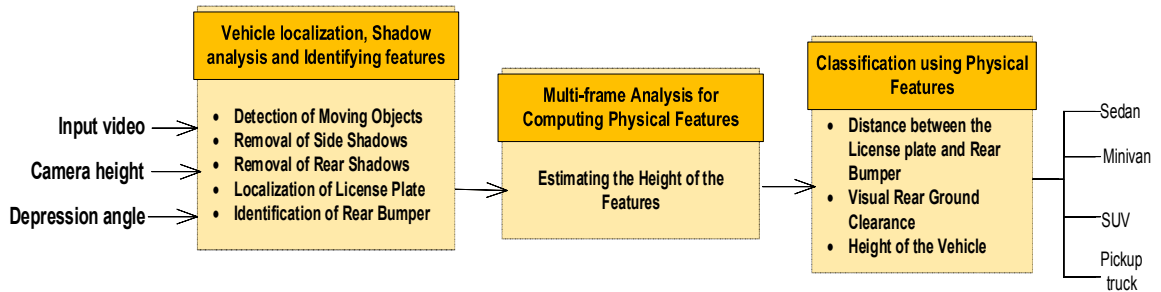 Input video
Camera height
Depression angle
Vehicle localization, Shadow
analysis and Identifying features
• Detection of Moving Objects
• Removal of Side Shadows
• Removal of Rear Shadows
• Localization of License Plate
• Identification of Rear Bumper
Multi-frame Analysis for
Computing Physical Features
Estimating the Height of the
Features
Classification using Physical
Features
• Distance between the
License plate and Rear
Bumper
• Visual Rear Ground
Clearance
• Height of the Vehicle
Sedan
Minivan
SUV
Pickup
truck